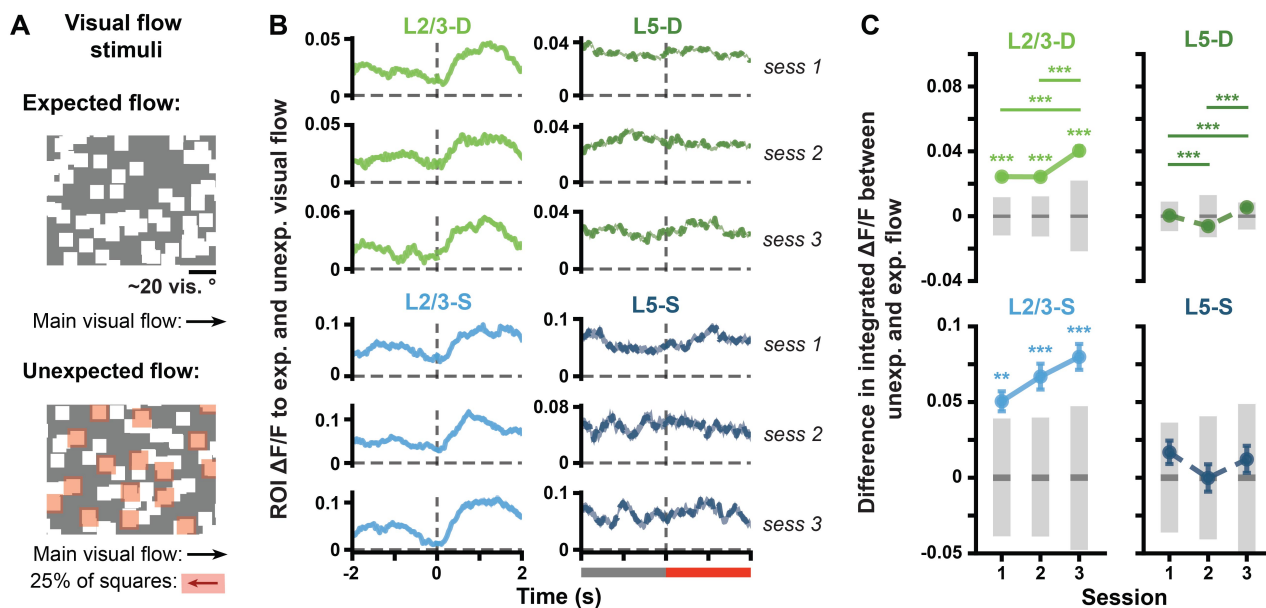 A
Visual flow
stimuli
Expected flow:
~20 vis. °
Main visual flow:
Unexpected flow:
Main visual flow:
25% of squares:
B
ROI ΔF/F to exp. and unexp. visual flow
L2/3-D
L5-D
0.05
0
0.04
0
sess 1
0.05
0
0.04
0
sess 2
0.06
0
0.04
0
sess 3
L2/3-S
L5-S
0.1
0
0.1
0
sess 1
0.1
0
0.08
0
sess 2
0.1
0
0.1
0
sess 3
-2
0
2
Time (s)
C
Difference in integrated ΔF/F between
unexp. and exp. flow
L2/3-D
L5-D
0.08
0.04
0
-0.04
***
***
*** *** ***
***
***
***
L2/3-S
L5-S
0.1
0.05
0
-0.05
** *** ***
1 2 3
1 2 3
Session